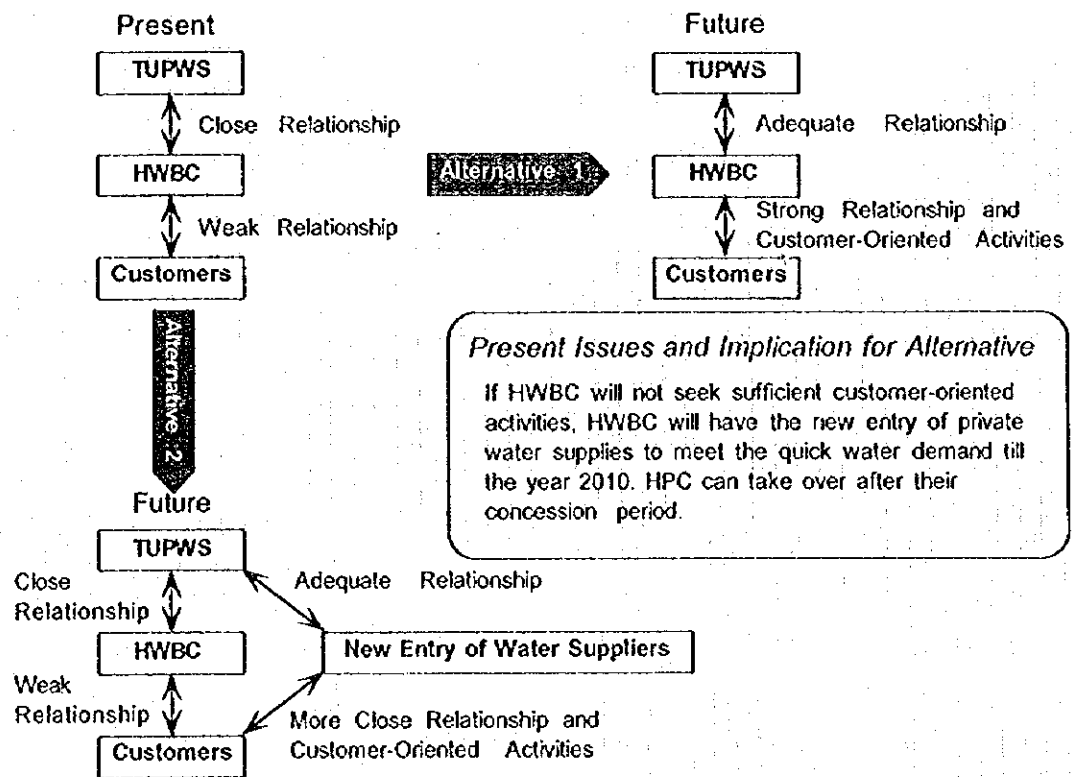 Present
TUPWS
Close Relationship
HWBC
Weak Relationship
Customers
Alternative 1
Future
TUPWS
Adequate Relationship
HWBC
Strong Relationship and
Customer-Oriented Activities
Customers
Present Issues and Implication for Alternative
If HWBC will not seek sufficient customer-oriented
activities, HWBC will have the new entry of private
water supplies to meet the quick water demand till
the year 2010. HPC can take over after their
concession period.
Alternative 2
Future
TUPWS
Close
Relationship
Adequate Relationship
HWBC
New Entry of Water Suppliers
Weak
Relationship
More Close Relationship and
Customer-Oriented Activities
Customers